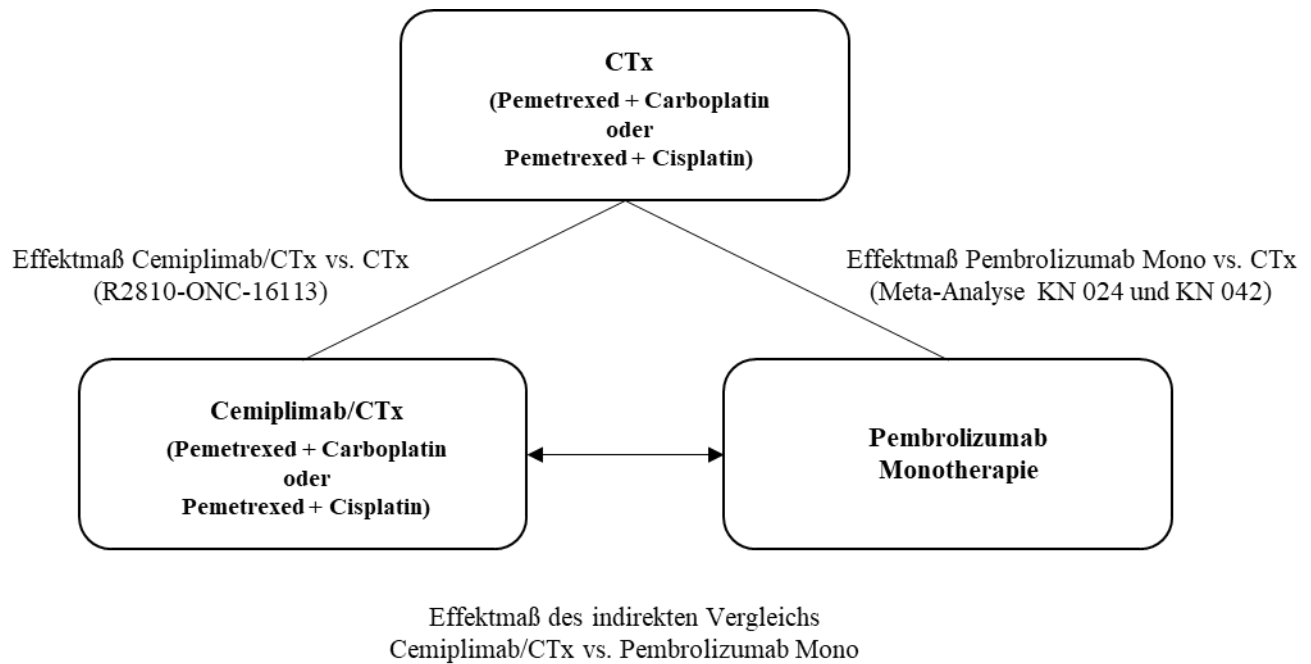 CTx
(Pemetrexed + Carboplatin
oder
Pemetrexed + Cisplatin)
Effektmaß Cemiplimab/CTx vs. CTx
(R2810-ONC-16113)
Effektmaß Pembrolizumab Mono vs. CTx
(Meta-Analyse KN 024 und KN 042)
Cemiplimab/CTx
(Pemetrexed + Carboplatin
oder
Pemetrexed + Cisplatin)
Pembrolizumab
Monotherapie
Effektmaß des indirekten Vergleichs
Cemiplimab/CTx vs. Pembrolizumab Mono